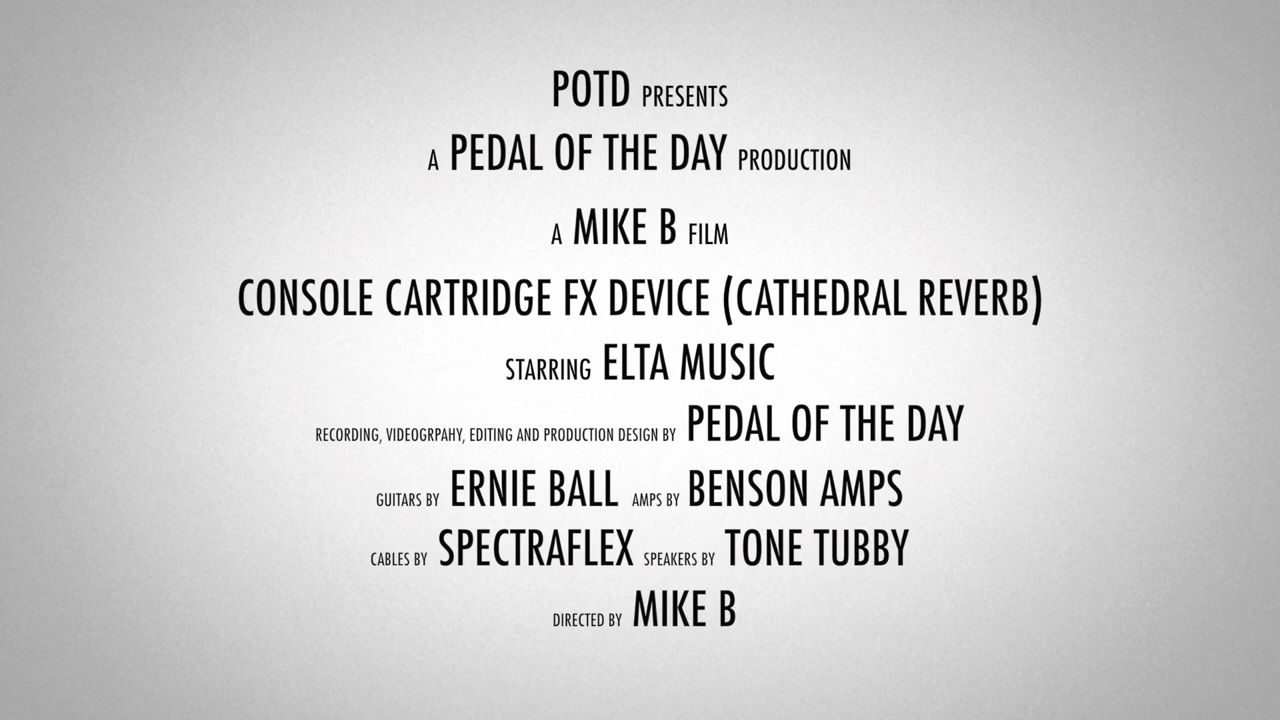 POTD PRESENTS
A PEDAL OF THE DAY PRODUCTION
A MIKE B FILM
CONSOLE CARTRIDGE FX DEVICE (CATHEDRAL REVERB)
STARRING ELTA MUSIC
RECORDING, VIDEOGRPAHY, EDITING AND PRODUCTION DESIGN BY PEDAL OF THE DAY
GUITARS BY ERNIE BALL AMPS BY BENSON AMPS
CABLES BY SPECTRAFLEX SPEAKERS BY TONE TUBBY
DIRECTED BY MIKE B